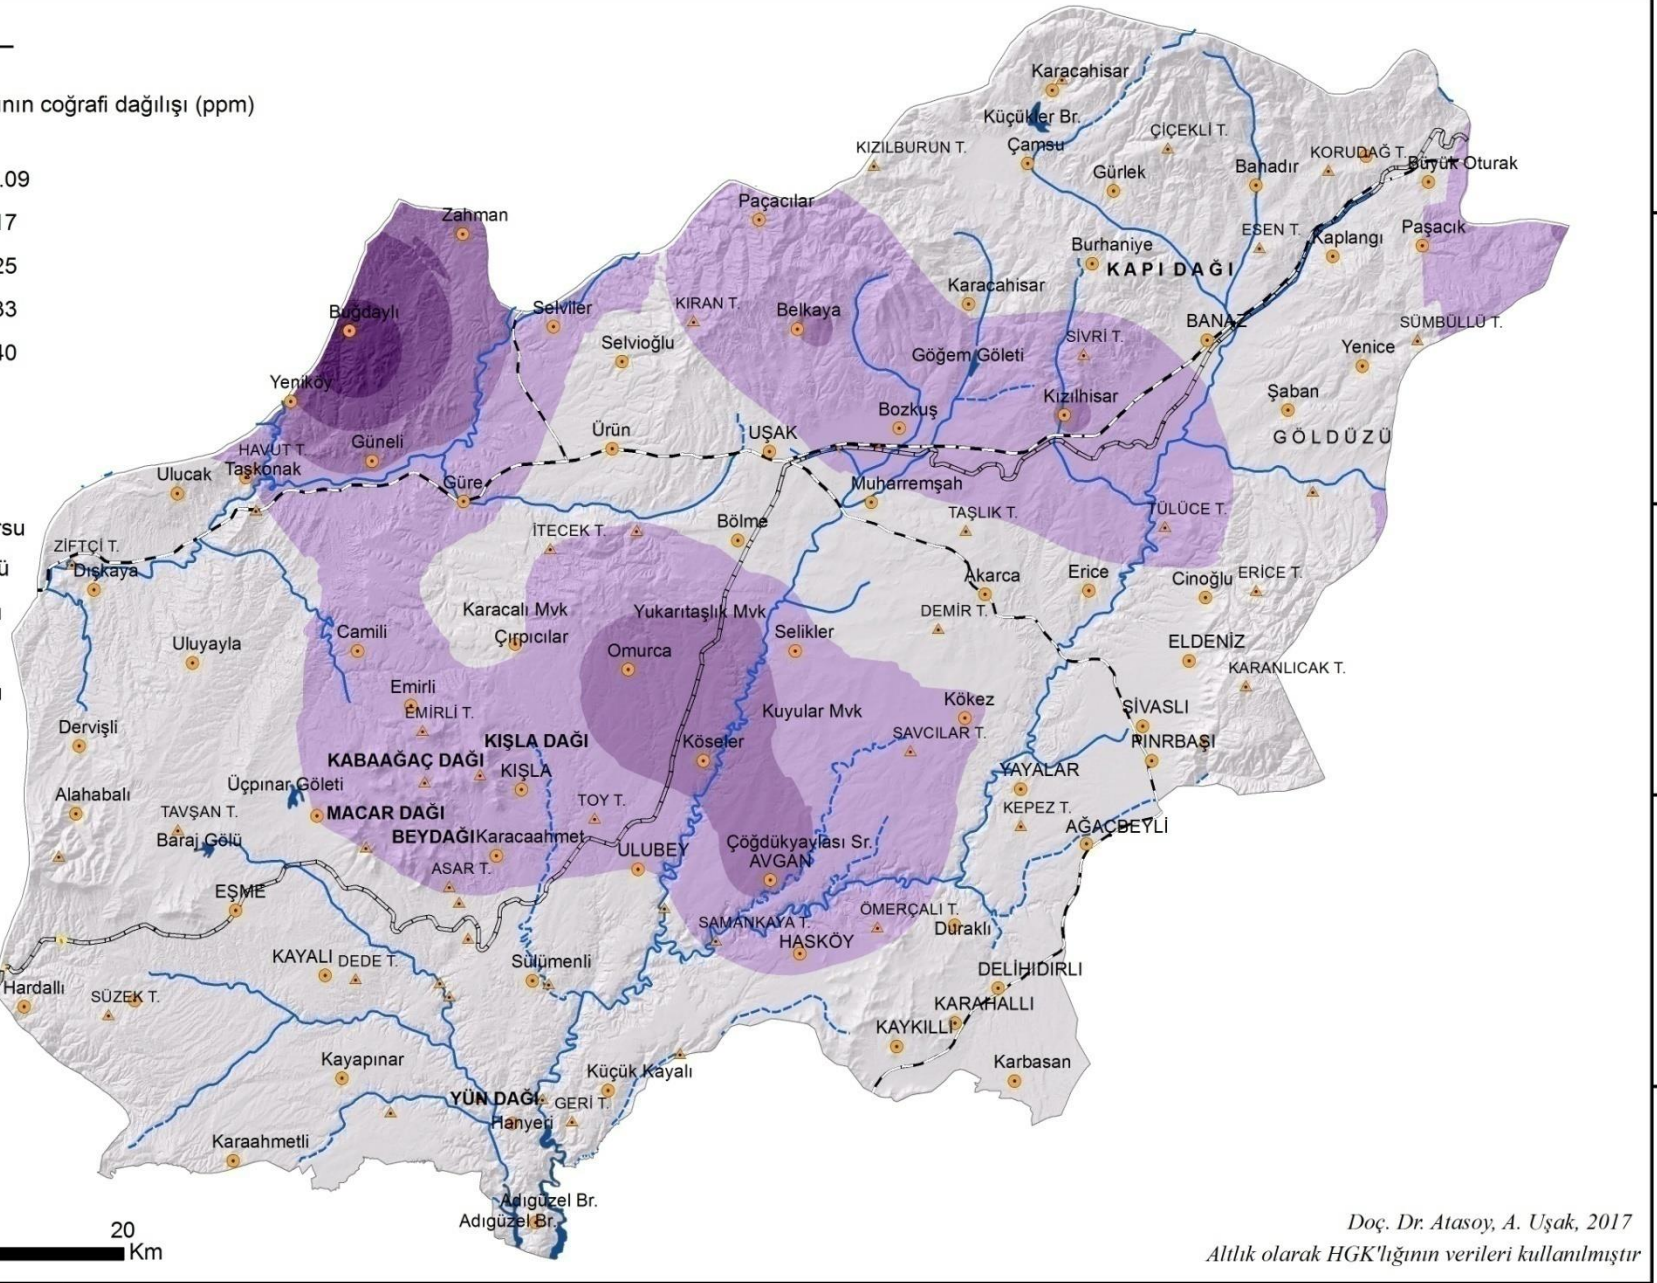 nın coğrafi dağılışı (ppm)
.09
17
25
33
40
rsu
ü
20
Km
Karacahisar
Küçükler Br.
Çamsu
ÇİÇEKLİ T.
KIZILBURUN T.
Gürlek
Bahadır
KORUDAĞ T.
Büyük Oturak
Paçacılar
Zahman
ESEN T.
Kaplangı
Paşacık
Burhaniye
KAPI DAĞI
Karacahisar
Buğdaylı
Selviler
KIRAN T.
Belkaya
BANAZ
SÜMBÜLLÜ T.
SİVRİ T.
Selvioğlu
Göğem Göleti
Yenice
Yeniköy
Şaban
Kızılhisar
Bozkuş
Ürün
UŞAK
GÖLDÜZÜ
HAVUT T.
Güneli
Ulucak
Taşkonak
Güre
Muharremşah
TAŞLIK T.
TÜLÜCE T.
Bölme
İTECEK T.
ZİFTÇİ T.
Dışkaya
Akarca
Erice
Cinoğlu
ERİCE T.
Karacalı Mvk
Çırpıcılar
Yukarıtaşlık Mvk
DEMİR T.
Camili
Uluyayla
Omurca
Selikler
ELDENİZ
KARANLICAK T.
Emirli
EMİRLİ T.
Kökez
Kuyular Mvk
SİVASLI
SAVCILAR T.
Dervişli
KIŞLA DAĞI
Köseler
PINRBAŞI
KABAAĞAÇ DAĞI
KIŞLA
YAYALAR
Üçpınar Göleti
Alahabalı
TAVŞAN T.
MACAR DAĞI
TOY T.
KEPEZ T.
Baraj Gölü
BEYDAĞI
Karacaahmet
AĞAÇBEYLİ
ULUBEY
Çöğdükyaylası Sr.
AVGAN
ASAR T.
EŞME
SAMANKAYA T.
ÖMERÇALI T.
Duraklı
HASKÖY
KAYALI
DEDE T.
Sülümenli
DELİHIDIRLI
Hardallı
SÜZEK T.
KARAHALLI
KAYKILLI
Kayapınar
Küçük Kayalı
Karbasan
YÜN DAĞI
GERİ T.
Hanyeri
Karaahmetli
Adıgüzel Br.
Adıgüzel Br.
Doç. Dr. Atasoy, A. Uşak, 2017
Altlık olarak HGK'lığının verileri kullanılmıştır